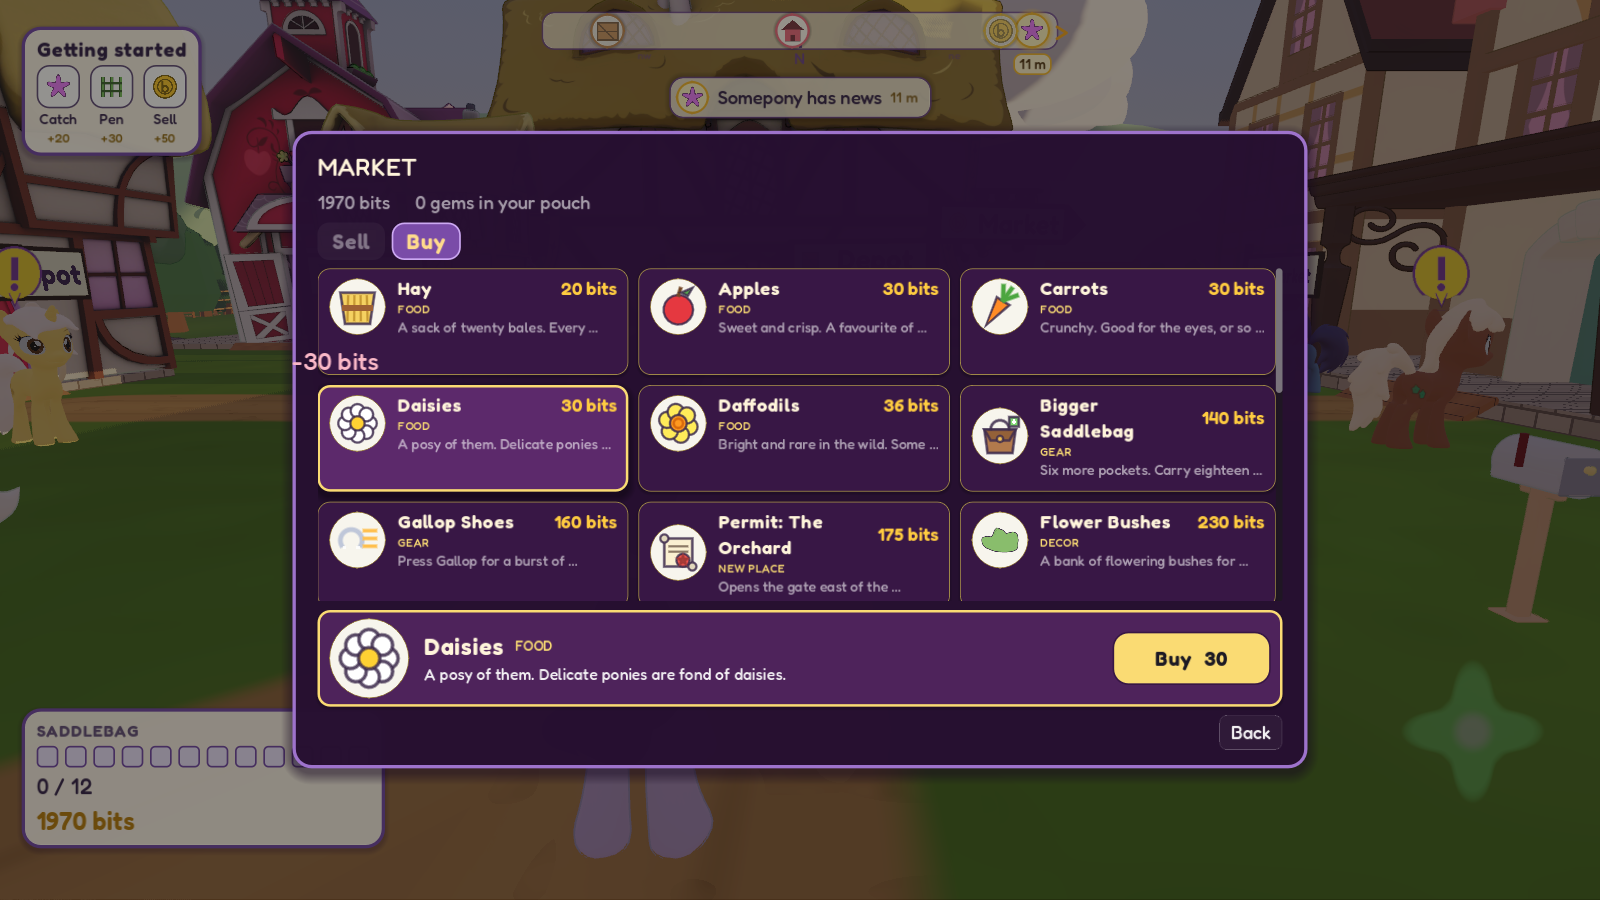 Getting started
Catch Pen Sell
+20 +30 +50
N
11 m
Somepony has news 11 m
MARKET
1970 bits 0 gems in your pouch
Sell Buy
Hay 20 bits
FOOD
A sack of twenty bales. Every ...
Apples 30 bits
FOOD
Sweet and crisp. A favourite of ...
Carrots 30 bits
FOOD
Crunchy. Good for the eyes, or so ...
-30 bits
Daisies 30 bits
FOOD
A posy of them. Delicate ponies ...
Daffodils 36 bits
FOOD
Bright and rare in the wild. Some ...
Bigger
Saddlebag 140 bits
GEAR
Six more pockets. Carry eighteen ...
Gallop Shoes 160 bits
GEAR
Press Gallop for a burst of ...
Permit: The
Orchard 175 bits
NEW PLACE
Opens the gate east of the ...
Flower Bushes 230 bits
DECOR
A bank of flowering bushes for ...
! pot
!
Daisies FOOD
A posy of them. Delicate ponies are fond of daisies.
Buy 30
Back
SADDLEBAG
0 / 12
1970 bits